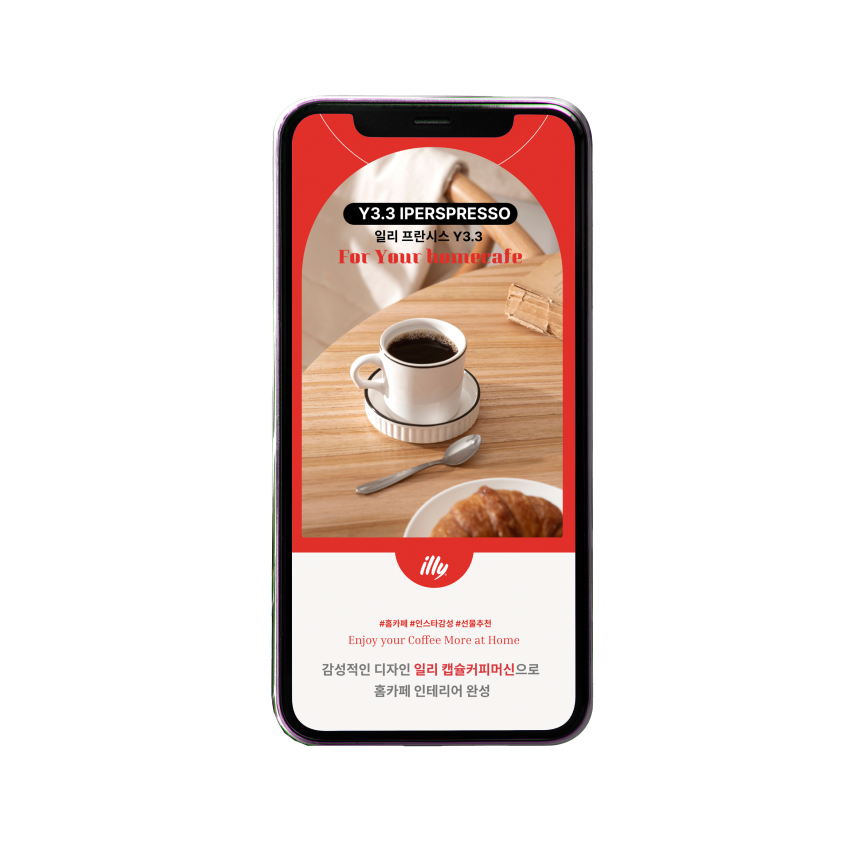 Y3.3 IPERSPRESSO
일리 프란시스 Y3.3
For Your homecafe
illy
#홈카페 #인스타감성 #선물추천
Enjoy your Coffee More at Home
감성적인 디자인 일리 캡슐커피머신으로
홈카페 인테리어 완성